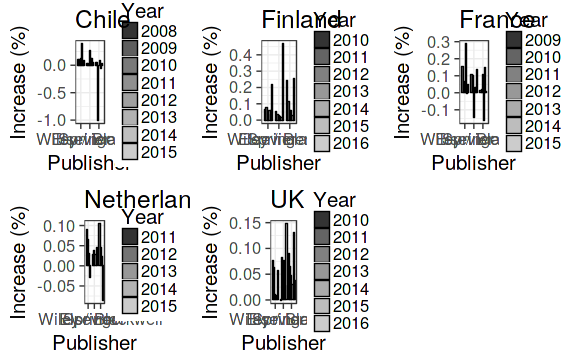 Chile
Increase (%)
0.0
-0.5
-1.0
Publisher
Year
2008
2009
2010
2011
2012
2013
2014
2015
Finland
Increase (%)
0.4
0.3
0.2
0.1
0.0
Publisher
Year
2010
2011
2012
2013
2014
2015
2016
France
Increase (%)
0.3
0.2
0.1
0.0
-0.1
Publisher
Year
2009
2010
2011
2012
2013
2014
2015
Netherlan
Increase (%)
0.10
0.05
0.00
-0.05
Publisher
Year
2011
2012
2013
2014
2015
UK
Increase (%)
0.15
0.10
0.05
0.00
Publisher
Year
2010
2011
2012
2013
2014
2015
2016